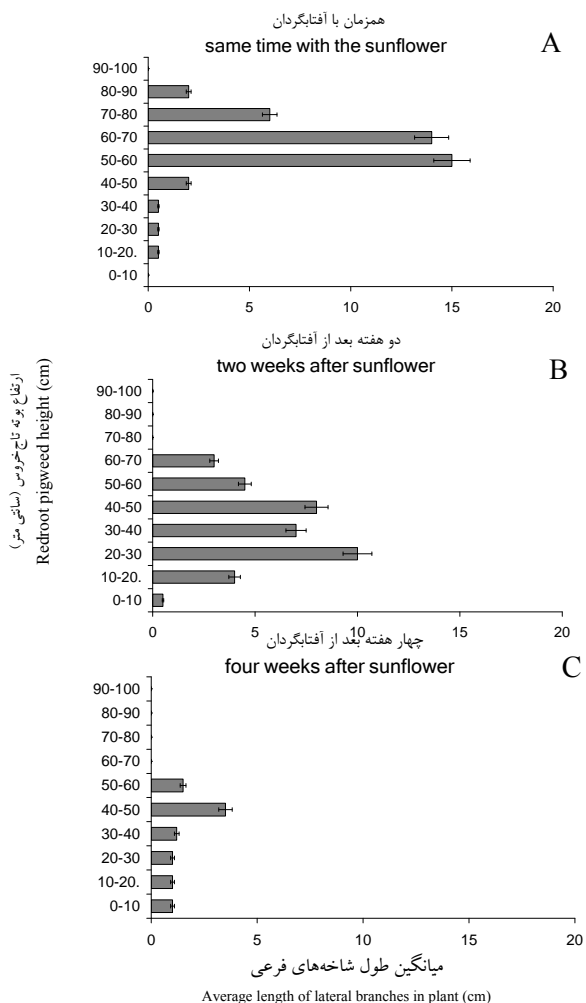 همزمان با آفتابگردان
same time with the sunflower
A
90-100
80-90
70-80
60-70
50-60
40-50
30-40
20-30
10-20.
0-10
0 5 10 15 20
دو هفته بعد از آفتابگردان
two weeks after sunflower
B
90-100
80-90
70-80
60-70
50-60
40-50
30-40
20-30
10-20.
0-10
0 5 10 15 20
ارتفاع بوته تاج‌خروس (سانتی متر)
Redroot pigweed height (cm)
چهار هفته بعد از آفتابگردان
four weeks after sunflower
C
90-100
80-90
70-80
60-70
50-60
40-50
30-40
20-30
10-20.
0-10
0 5 10 15 20
میانگین طول شاخه‌های فرعی
Average length of lateral branches in plant (cm)